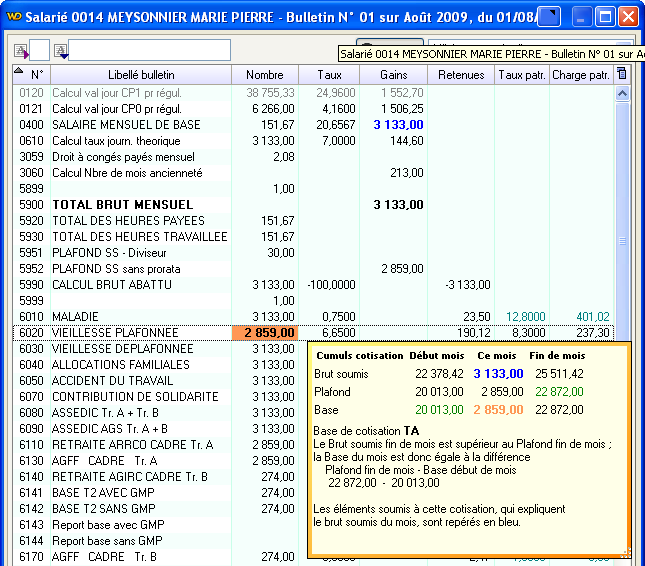 Salarié 0014 MEYSONNIER MARIE PIERRE - Bulletin N° 01 sur Août 2009, du 01/08/
Salarié 0014 MEYSONNIER MARIE PIERRE - Bulletin N° 01 sur A
N° Libellé bulletin Nombre Taux Gains Retenues Taux patr. Charge patr.
0120 Calcul val jour CP1 pr régul. 38 755,33 24,9600 1 552,70
0121 Calcul val jour CP0 pr régul. 6 266,00 4,1600 1 506,25
0400 SALAIRE MENSUEL DE BASE 151,67 20,6567 3 133,00
0610 Calcul taux journ. theorique 3 133,00 7,0000 144,60
3059 Droit à congés payés mensuel 2,08
3060 Calcul Nbre de mois ancienneté 213,00
5899 1,00
5900 TOTAL BRUT MENSUEL 3 133,00
5920 TOTAL DES HEURES PAYEES 151,67
5930 TOTAL DES HEURES TRAVAILLEE 151,67
5951 PLAFOND SS - Diviseur 30,00
5952 PLAFOND SS sans prorata 2 859,00
5990 CALCUL BRUT ABATTU 3 133,00 -100,0000 -3 133,00
5999 1,00
6010 MALADIE 3 133,00 0,7500 23,50 12,8000 401,02
6020 VIEILLESSE PLAFONNEE 2 859,00 6,6500 190,12 8,3000 237,30
6030 VIEILLESSE DEPLAFONNEE 3 133,00
6040 ALLOCATIONS FAMILIALES 3 133,00
6050 ACCIDENT DU TRAVAIL 3 133,00
6070 CONTRIBUTION DE SOLIDARITE 3 133,00
6080 ASSEDIC Tr. A + Tr. B 3 133,00
6090 ASSEDIC AGS Tr. A + B 3 133,00
6110 RETRAITE ARRCO CADRE Tr. A 2 859,00
6130 AGFF CADRE Tr. A 2 859,00
6140 RETRAITE AGIRC CADRE Tr. B 274,00
6141 BASE T2 AVEC GMP 274,00
6142 BASE T2 SANS GMP 274,00
6143 Report base avec GMP
6144 Report base sans GMP
6170 AGFF CADRE Tr. B 274,00
Cumuls cotisation Début mois Ce mois Fin de mois
Brut soumis 22 378,42 3 133,00 25 511,42
Plafond 20 013,00 2 859,00 22 872,00
Base 20 013,00 2 859,00 22 872,00
Base de cotisation TA
Le Brut soumis fin de mois est supérieur au Plafond fin de mois ;
la Base du mois est donc égale à la différence
Plafond fin de mois - Base début de mois
22 872,00 - 20 013,00
Les éléments soumis à cette cotisation, qui expliquent
le brut soumis du mois, sont repérés en bleu.